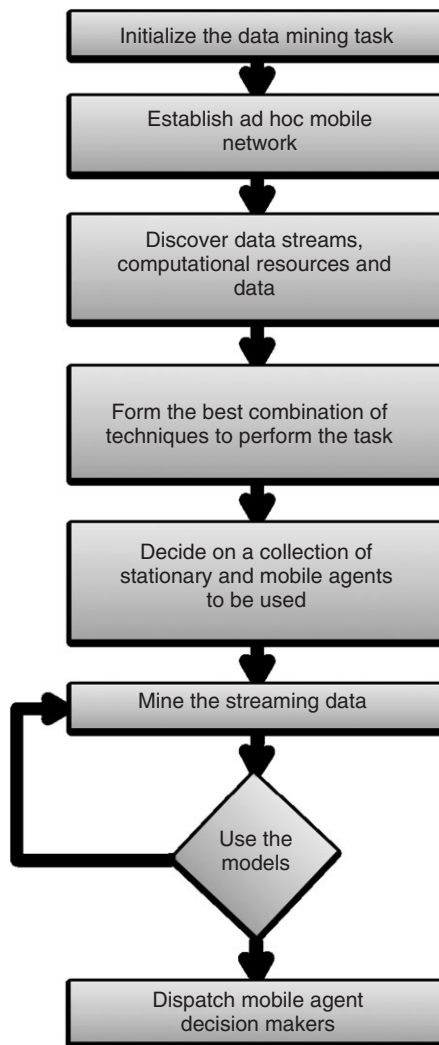 Initialize the data mining task
Establish ad hoc mobile
network
Discover data streams,
computational resources and
data
Form the best combination of
techniques to perform the task
Decide on a collection of
stationary and mobile agents
to be used
Mine the streaming data
Use the
models
Dispatch mobile agent
decision makers